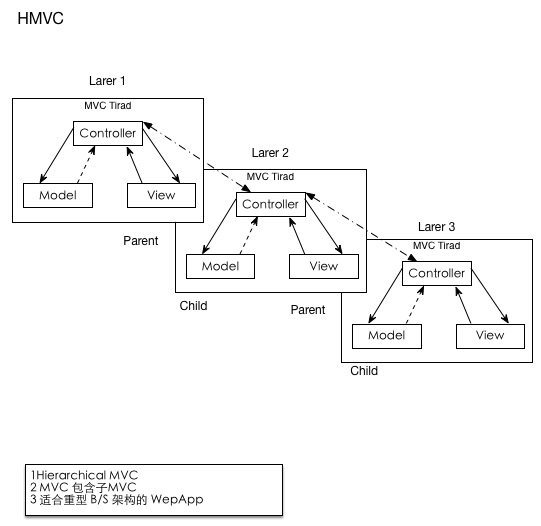 HMVC
Larer 1
MVC Tirad
Controller
Model
View
Parent
Larer 2
MVC Tirad
Controller
Model
View
Child
Parent
Larer 3
MVC Tirad
Controller
Model
View
Child
1Hierarchical MVC
2 MVC 包含子MVC
3 适合重型 B/S 架构的 WepApp